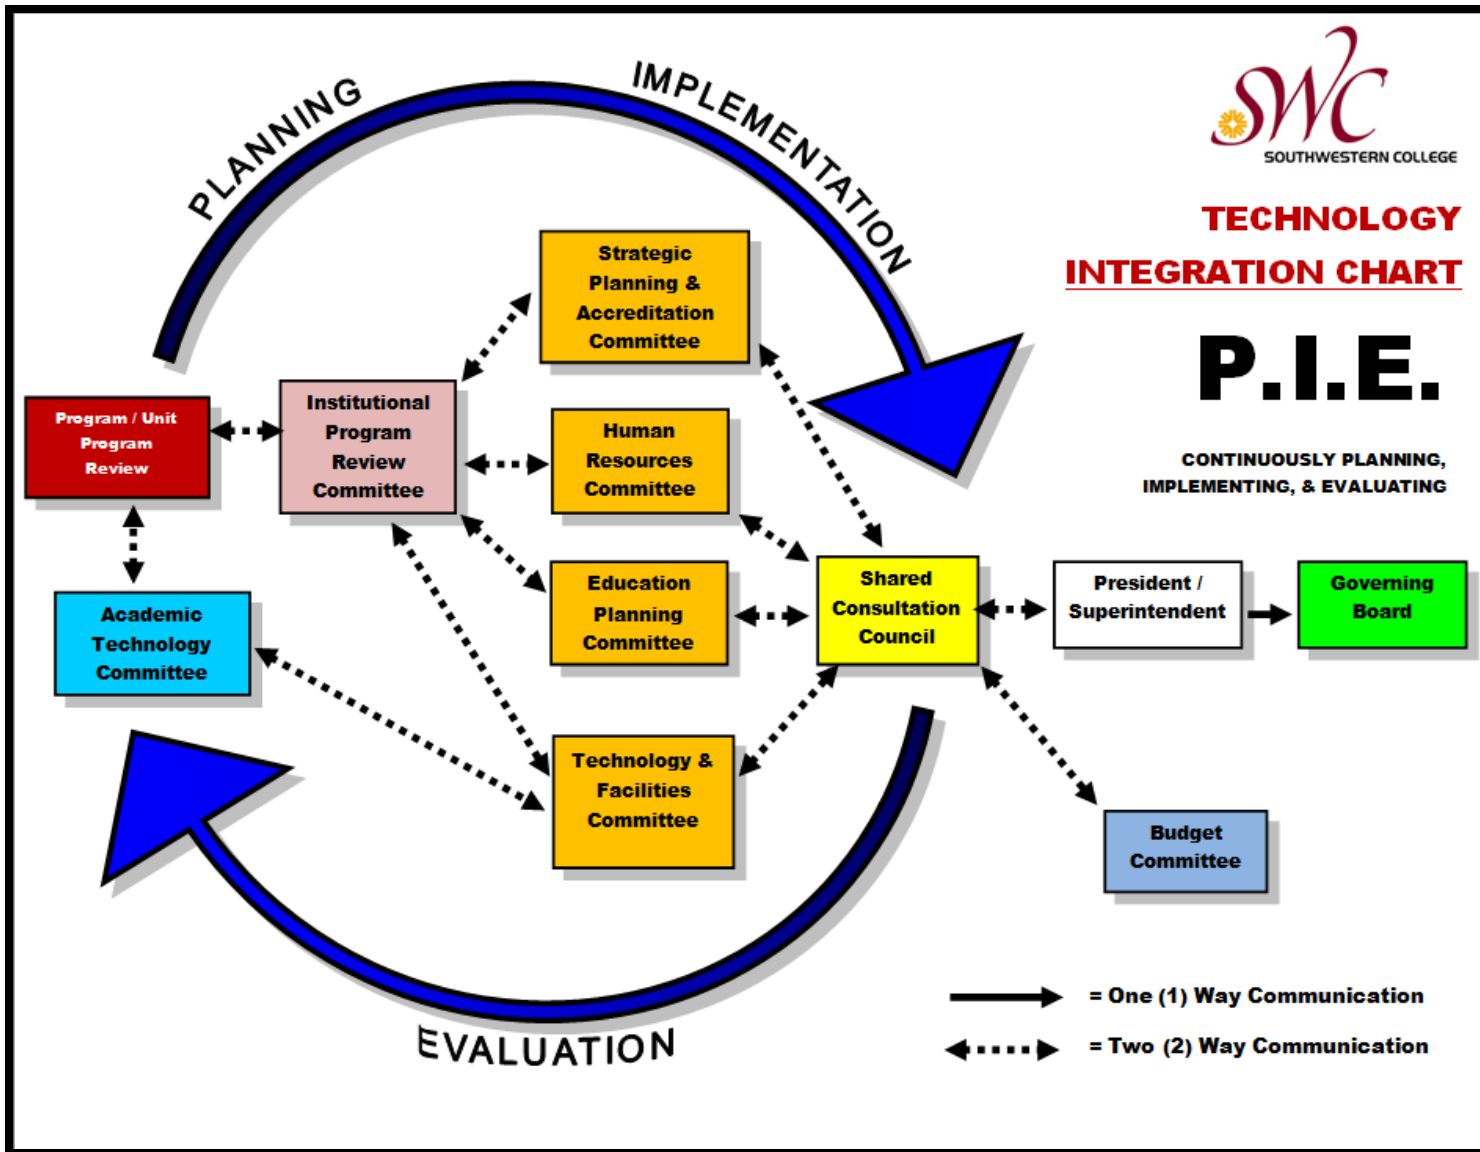 PLANNING
IMPLEMENTATION
SWC
SOUTHWESTERN COLLEGE
TECHNOLOGY
INTEGRATION CHART
P.I.E.
CONTINUOUSLY PLANNING,
IMPLEMENTING, & EVALUATING
Strategic
Planning &
Accreditation
Committee
Program / Unit
Program
Review
Institutional
Program
Review
Committee
Human
Resources
Committee
Academic
Technology
Committee
Education
Planning
Committee
Shared
Consultation
Council
President /
Superintendent
Governing
Board
Technology &
Facilities
Committee
Budget
Committee
EVALUATION
= One (1) Way Communication
= Two (2) Way Communication